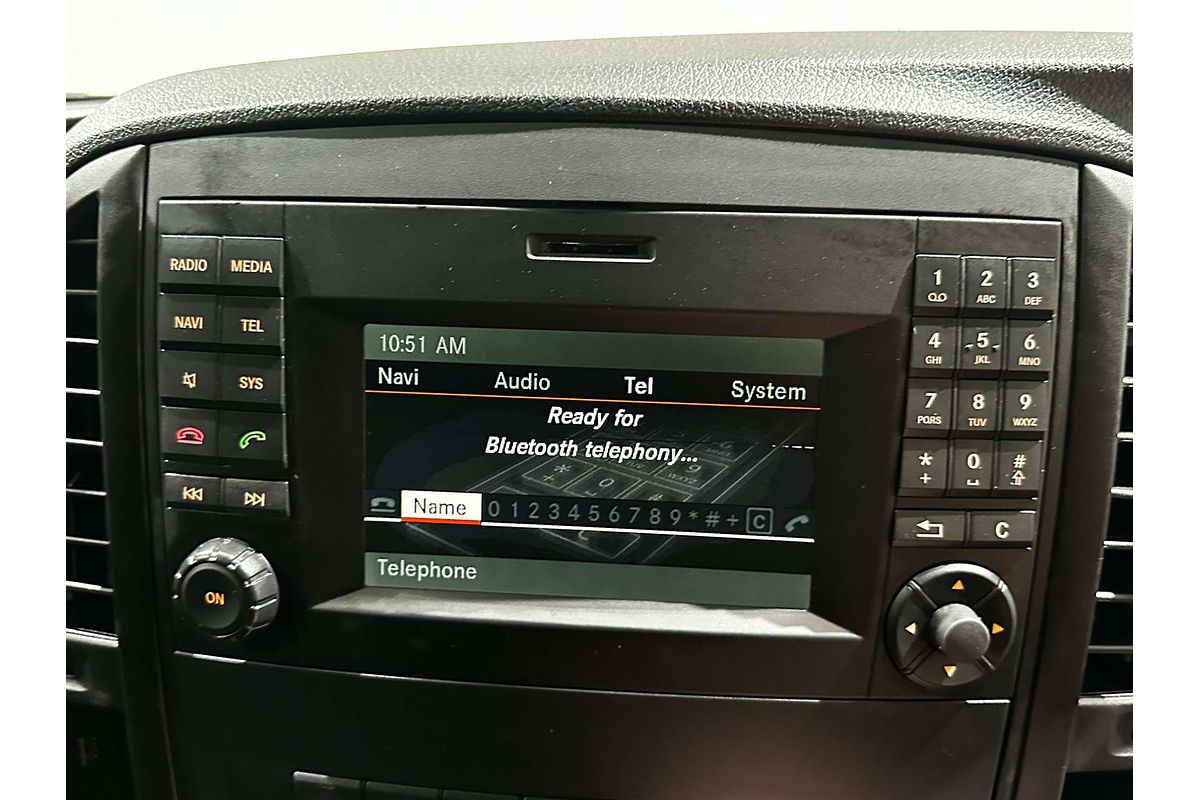 RADIO MEDIA
NAVI TEL
SYS
ON
10:51 AM
Navi Audio Tel System
Ready for
Bluetooth telephony...
Name 0 1 2 3 4 5 6 7 8 9 * # + C
Telephone
1 2 3
ABC DEF
4 5 6
GHI JKL MNO
7 8 9
PQRS TUV WXYZ
* 0 #
+
C